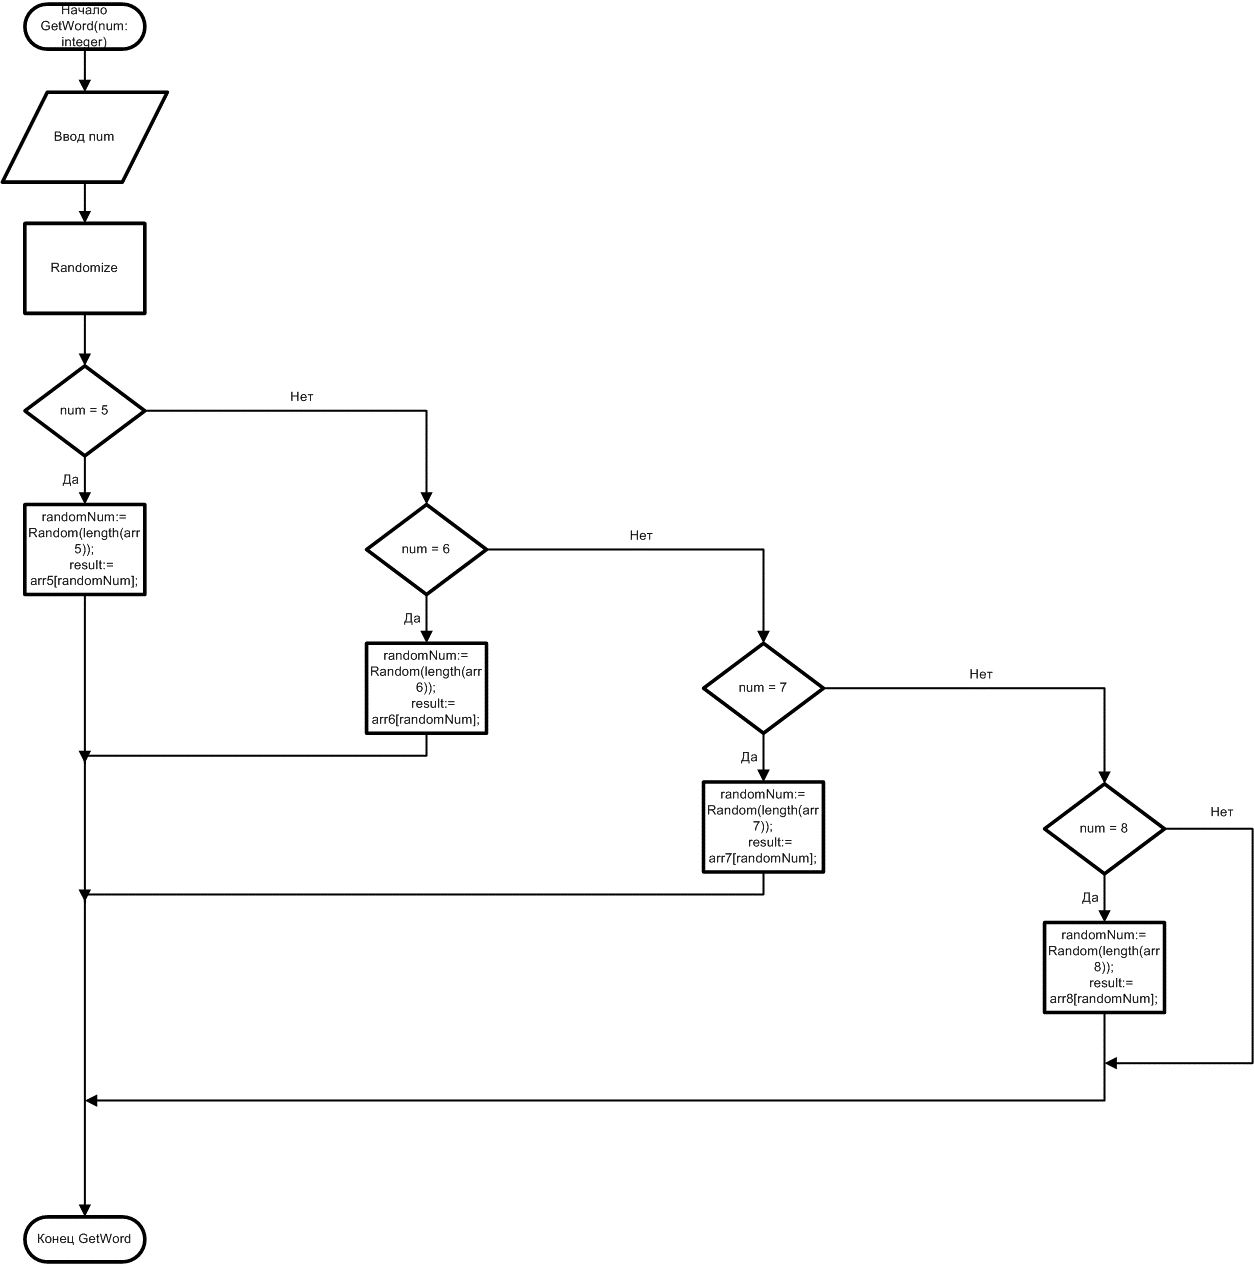 Начало
GetWord(num:
integer)
Ввод num
Randomize
num = 5
Нет
Да
randomNum:=
Random(length(arr
5));
result:=
arr5[randomNum];
num = 6
Нет
Да
randomNum:=
Random(length(arr
6));
result:=
arr6[randomNum];
num = 7
Нет
Да
randomNum:=
Random(length(arr
7));
result:=
arr7[randomNum];
num = 8
Нет
Да
randomNum:=
Random(length(arr
8));
result:=
arr8[randomNum];
Конец GetWord